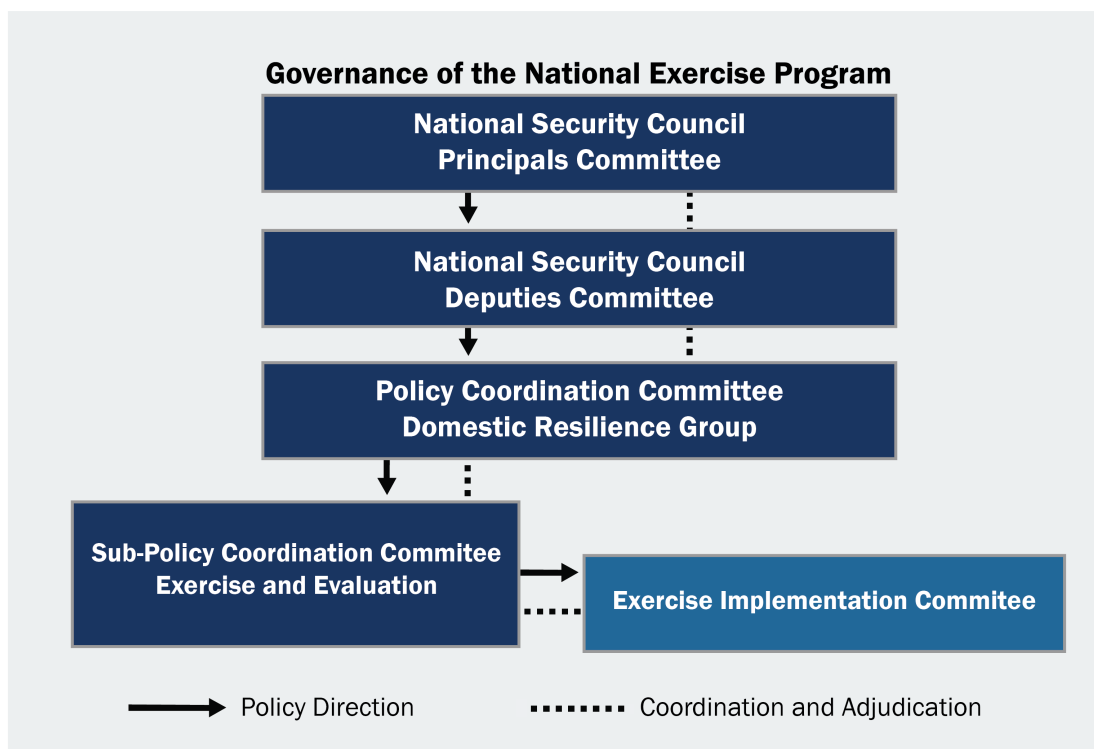 Governance of the National Exercise Program
National Security Council
Principals Committee
National Security Council
Deputies Committee
Policy Coordination Committee
Domestic Resilience Group
Sub-Policy Coordination Commitee
Exercise and Evaluation
Exercise Implementation Commitee
Policy Direction
Coordination and Adjudication